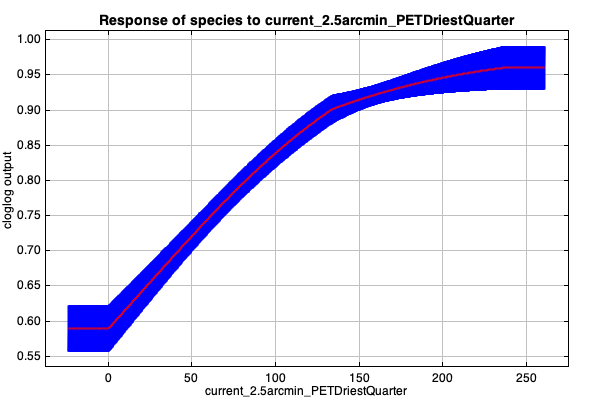 Response of species to current_2.5arcmin_PETDriestQuarter
1.00
0.95
0.90
0.85
0.80
0.75
0.70
0.65
0.60
0.55
cloglog output
0 50 100 150 200 250
current_2.5arcmin_PETDriestQuarter